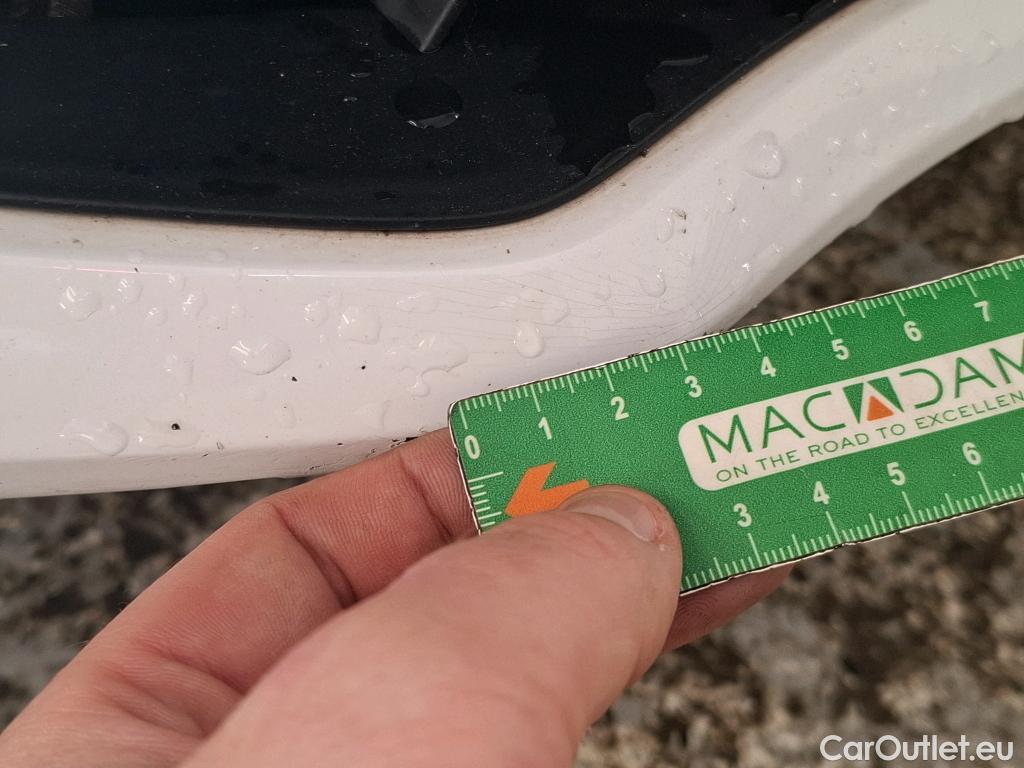 0 1 2 3 4 5 6 7
MACADAM
ON THE ROAD TO EXCELLEN
3 4 5 6
CarOutlet.eu